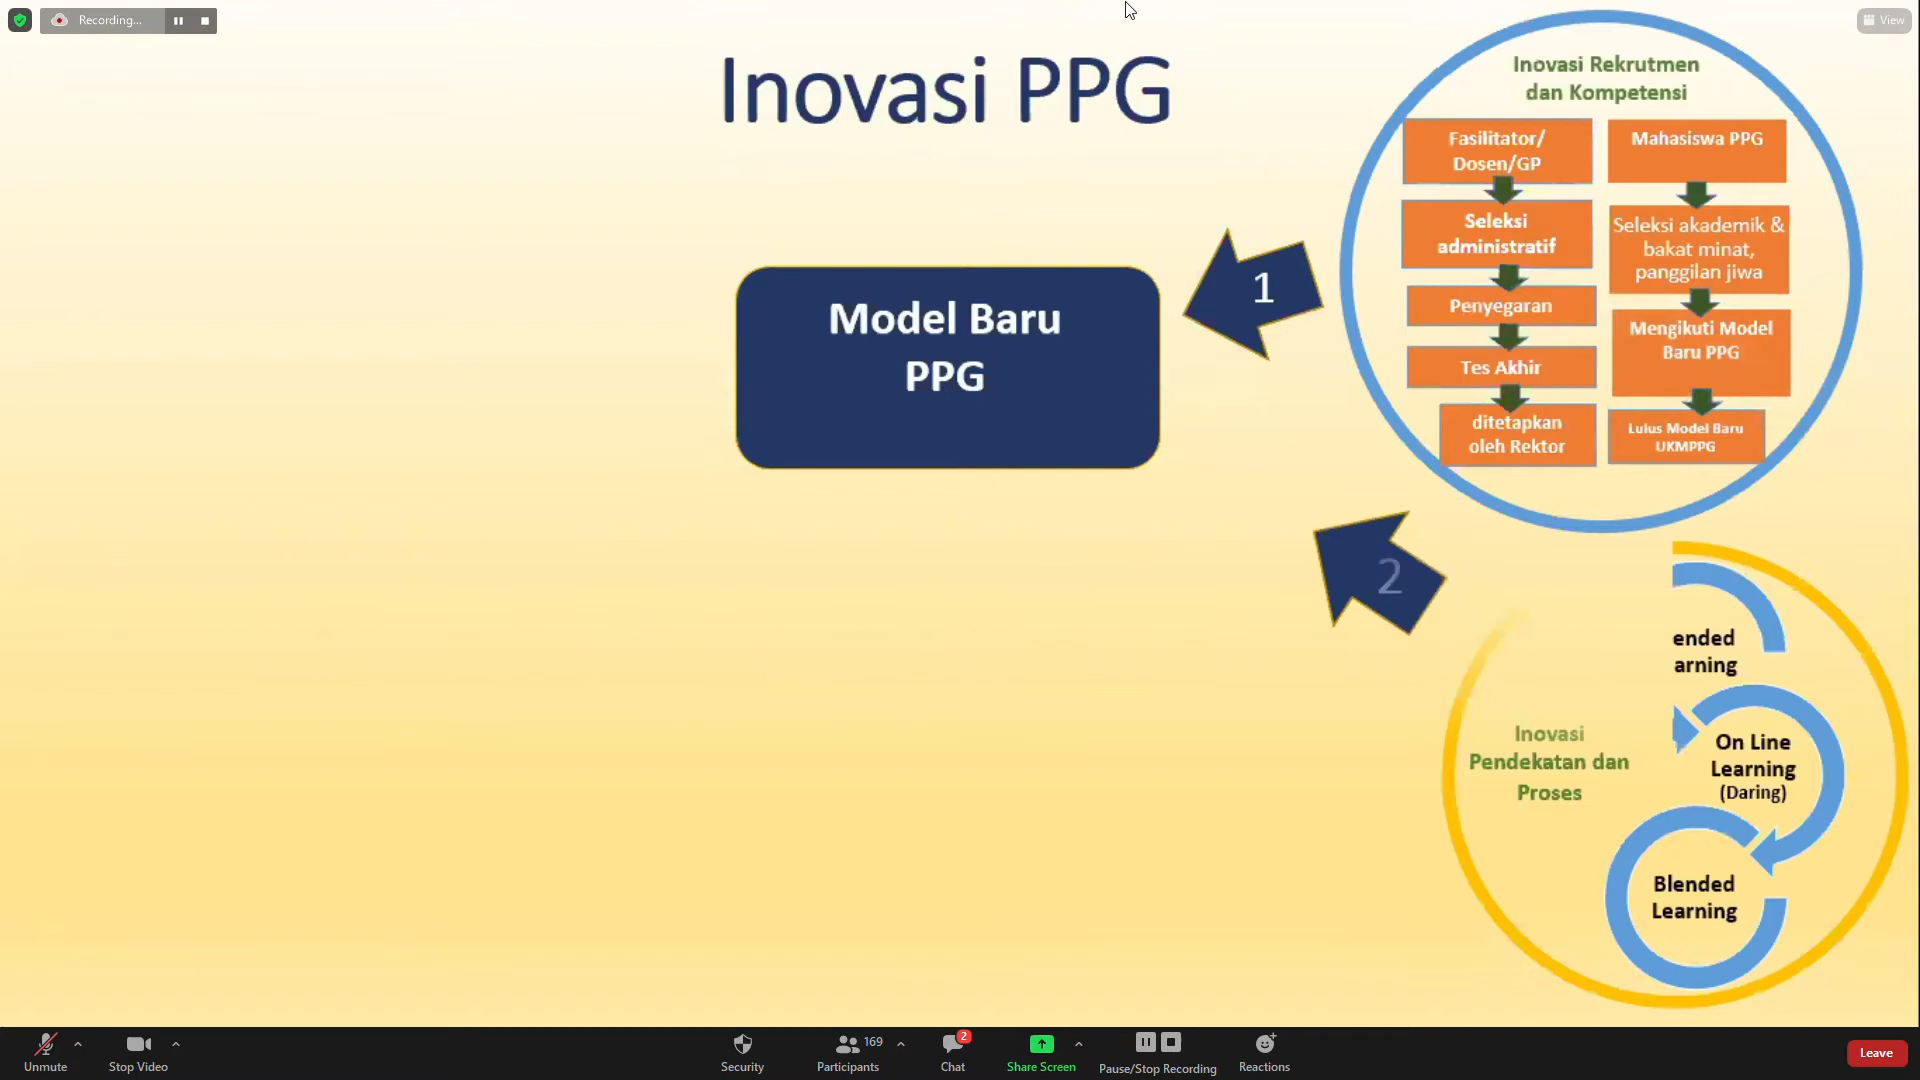 Recording...
View
Inovasi PPG
Inovasi Rekrutmen
dan Kompetensi
Fasilitator/
Dosen/GP
Seleksi
administratif
Penyegaran
Tes Akhir
ditetapkan
oleh Rektor
Mahasiswa PPG
Seleksi akademik &
bakat minat,
panggilan jiwa
Mengikuti Model
Baru PPG
Lulus Model Baru
UKMPPG
1
Model Baru
PPG
2
Inovasi
Pendekatan dan
Proses
ended
arning
On Line
Learning
(Daring)
Blended
Learning
Unmute
Stop Video
Security
Participants
169
Chat
2
Share Screen
Pause/Stop Recording
Reactions
Leave